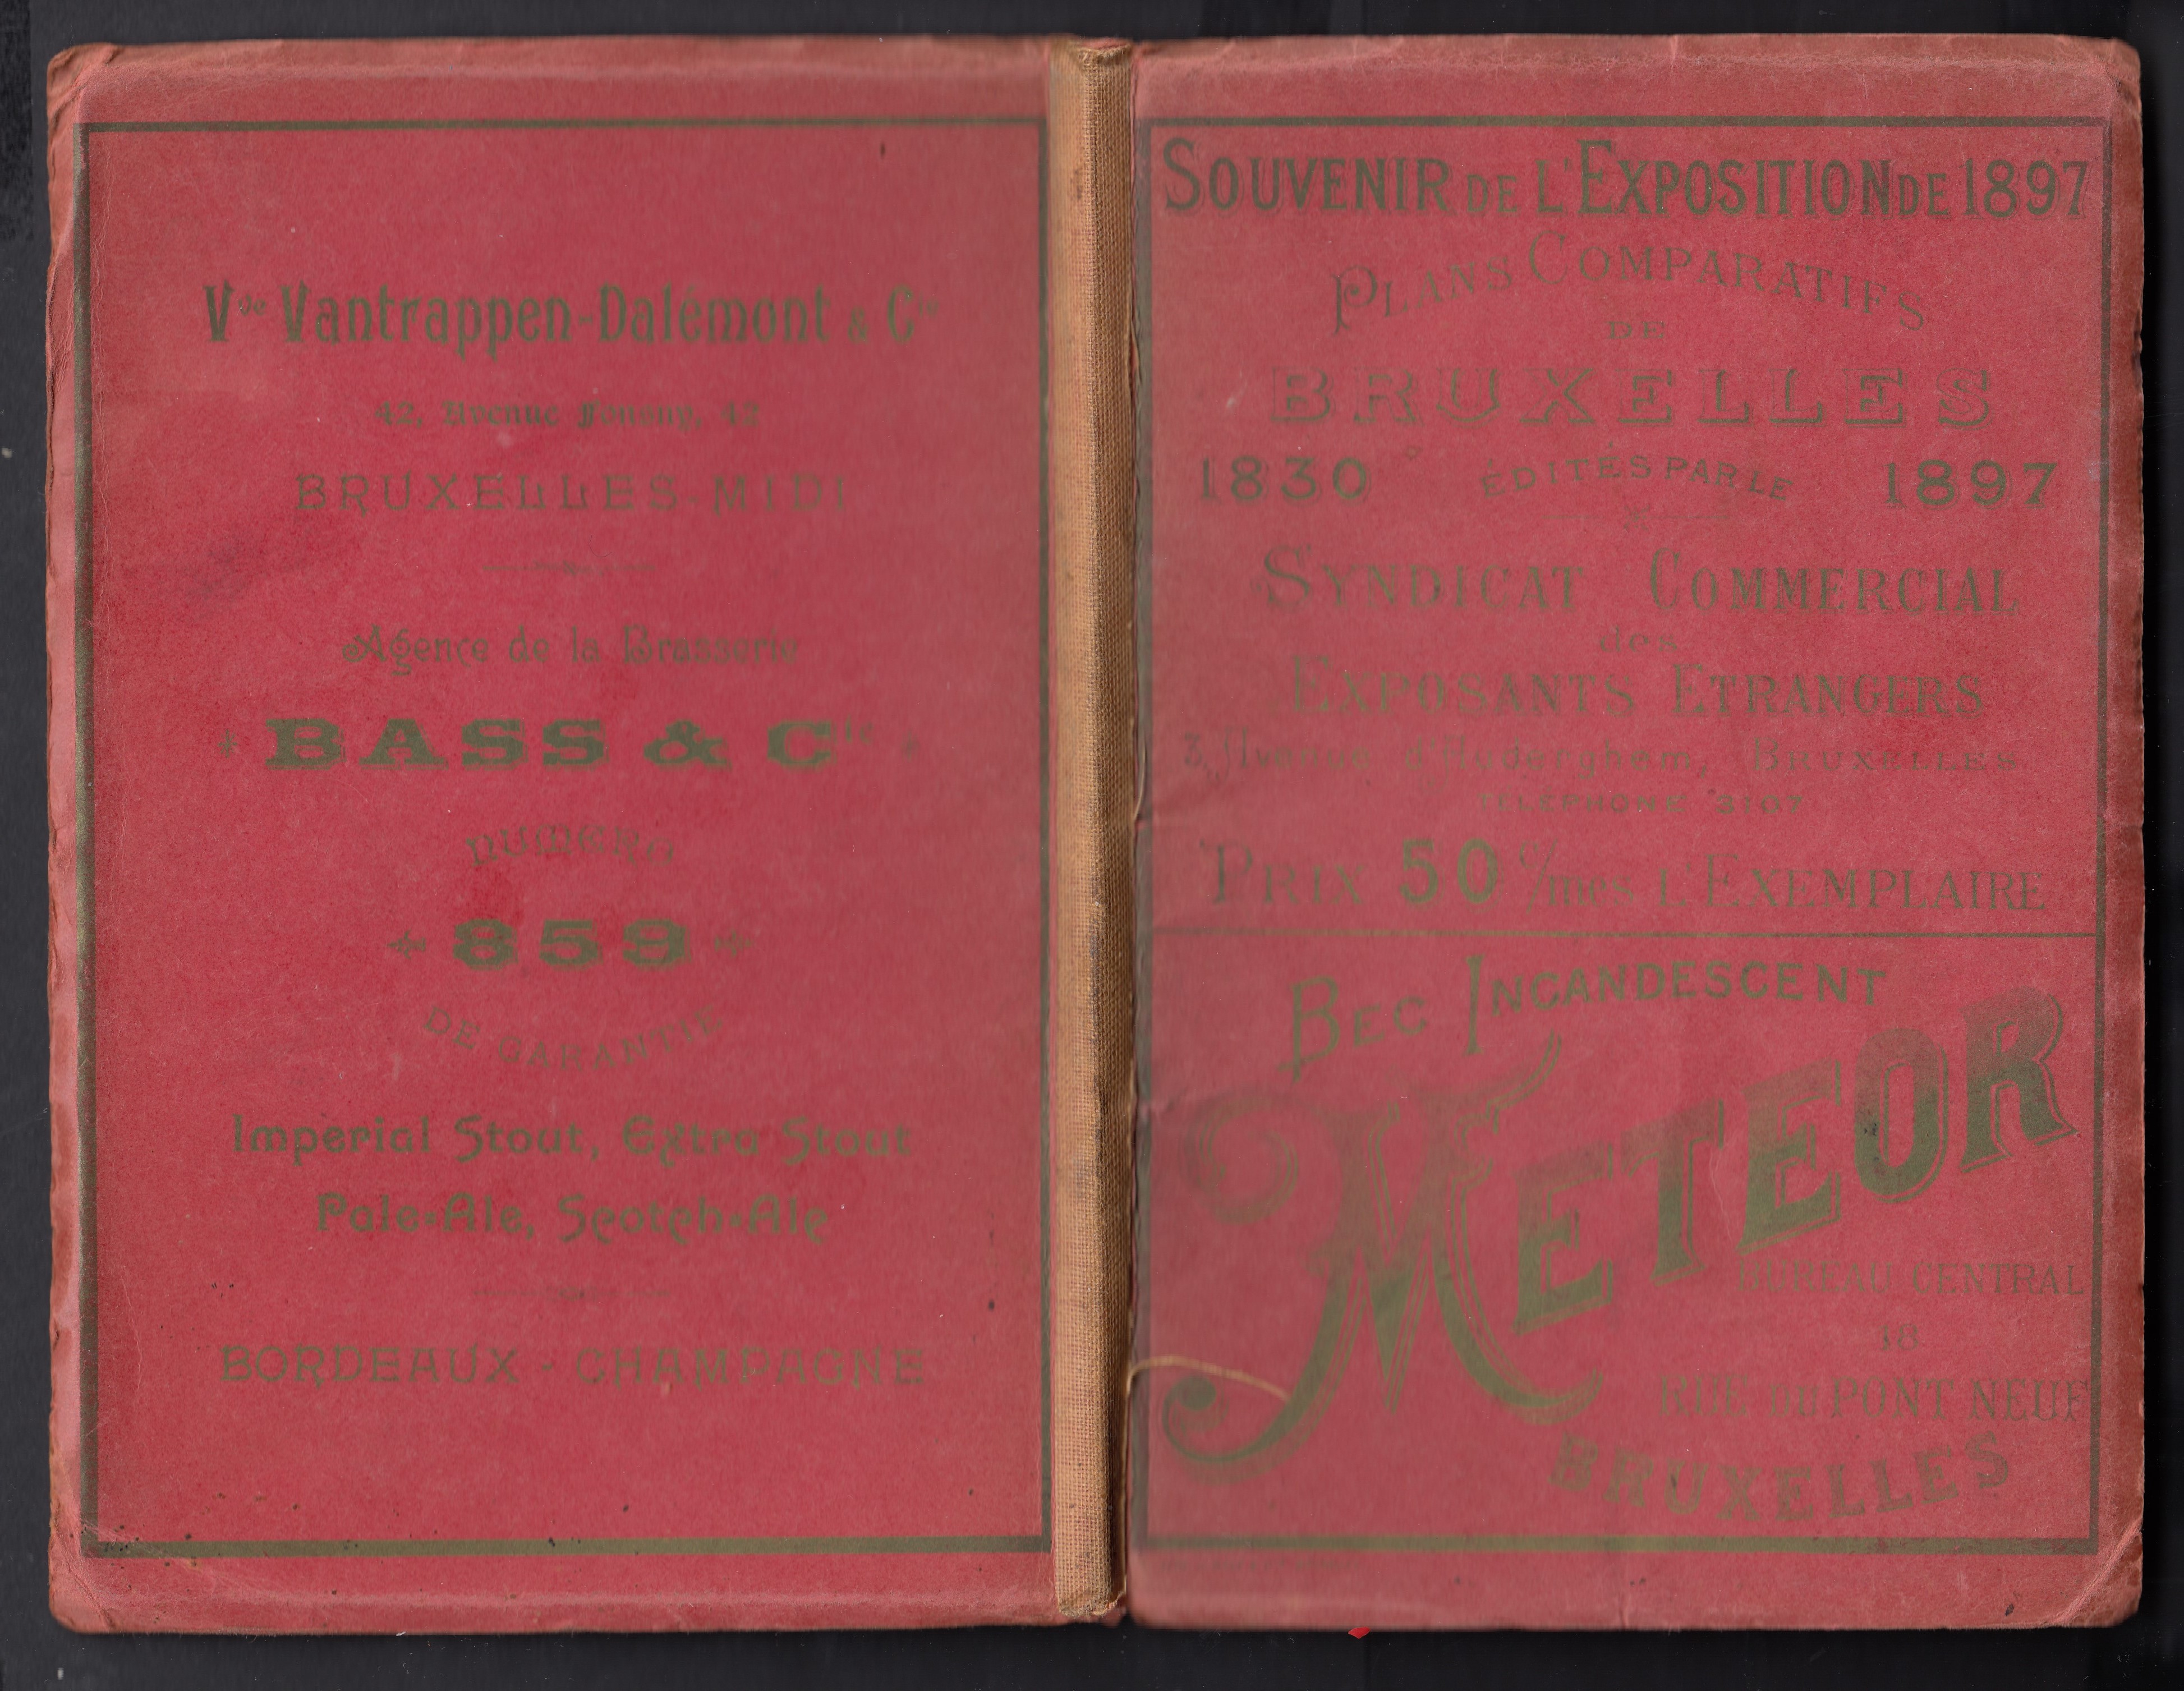 Vve Vantrappen-Dalémont & Cie
42, Avenue Fonsny, 42
BRUXELLES-MIDI
Agence de la Brasserie
BASS & Cie
NUMERO
859
DE GARANTIE
Imperial Stout, Extra Stout
Pale-Ale, Scotch-Ale
BORDEAUX - CHAMPAGNE
SOUVENIR DE L'EXPOSITION DE 1897
PLANS COMPARATIFS
DE
BRUXELLES
1830 ÉDITÉS PAR LE 1897
SYNDICAT COMMERCIAL
des
EXPOSANTS ETRANGERS
3, Avenue d'Auderghem, BRUXELLES
TÉLÉPHONE 3107
PRIX 50 c/mes L'EXEMPLAIRE
BEC INCANDESCENT
METEOR
BUREAU CENTRAL
18
RUE DU PONT NEUF
BRUXELLES